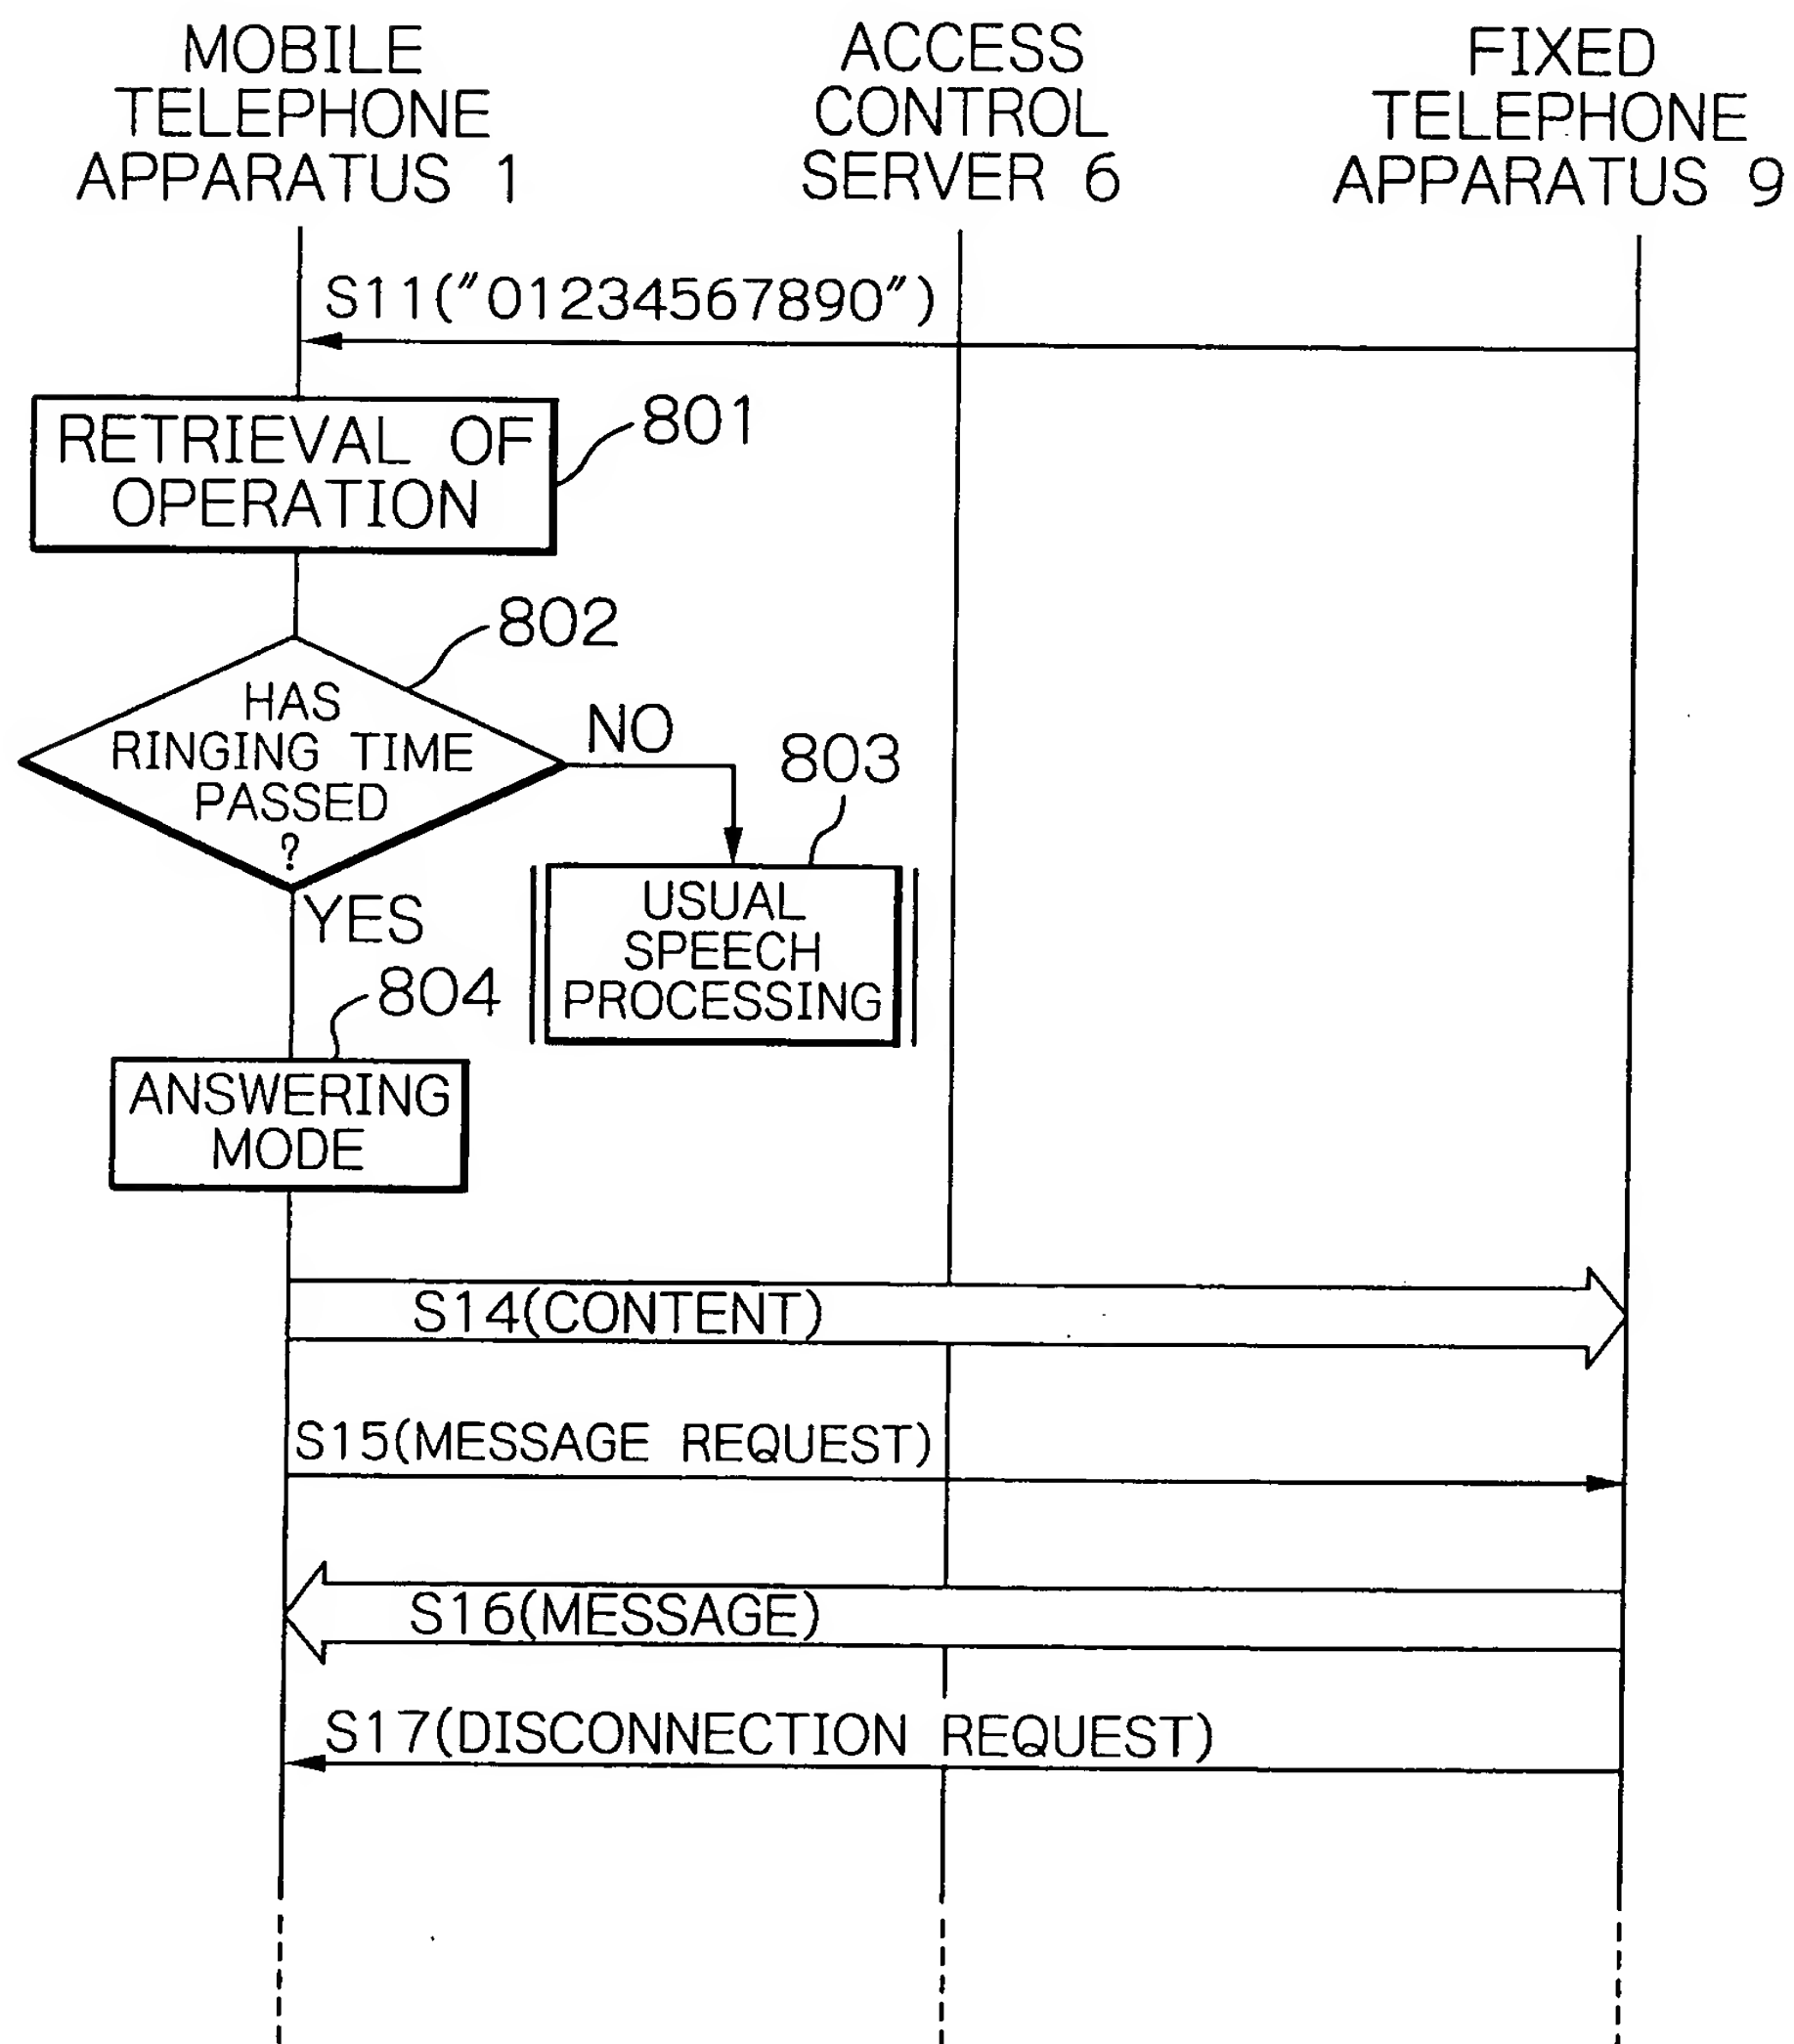 MOBILE
TELEPHONE
APPARATUS 1
ACCESS
CONTROL
SERVER 6
FIXED
TELEPHONE
APPARATUS 9
S11("01234567890")
RETRIEVAL OF
OPERATION
801
802
HAS
RINGING TIME
PASSED
?
NO
803
YES
USUAL
SPEECH
PROCESSING
804
ANSWERING
MODE
S14(CONTENT)
S15(MESSAGE REQUEST)
S16(MESSAGE)
S17(DISCONNECTION REQUEST)